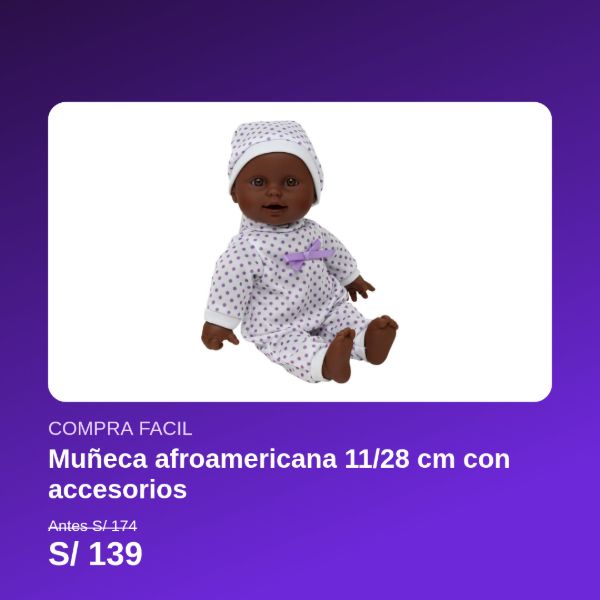 COMPRA FACIL
Muñeca afroamericana 11/28 cm con
accesorios
Antes S/ 174
S/ 139